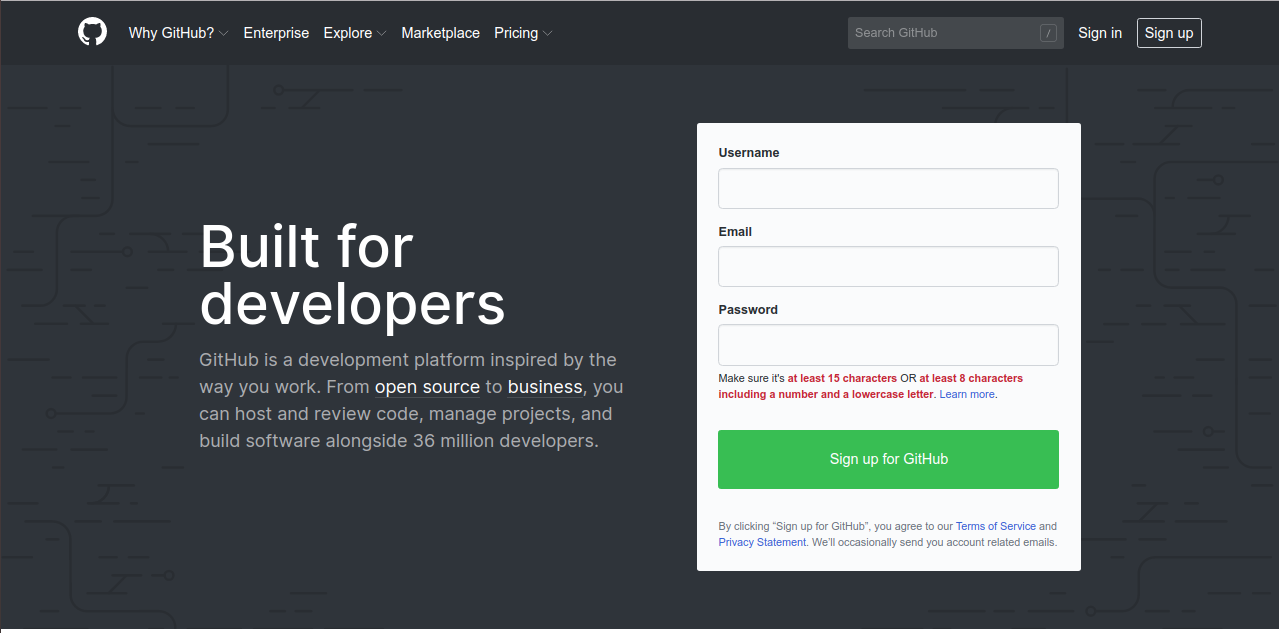 Why GitHub? Enterprise Explore Marketplace Pricing Search GitHub / Sign in Sign up
Built for
developers
GitHub is a development platform inspired by the
way you work. From open source to business, you
can host and review code, manage projects, and
build software alongside 36 million developers.
Username
Email
Password
Make sure it's at least 15 characters OR at least 8 characters
including a number and a lowercase letter. Learn more.
Sign up for GitHub
By clicking “Sign up for GitHub”, you agree to our Terms of Service and
Privacy Statement. We’ll occasionally send you account related emails.